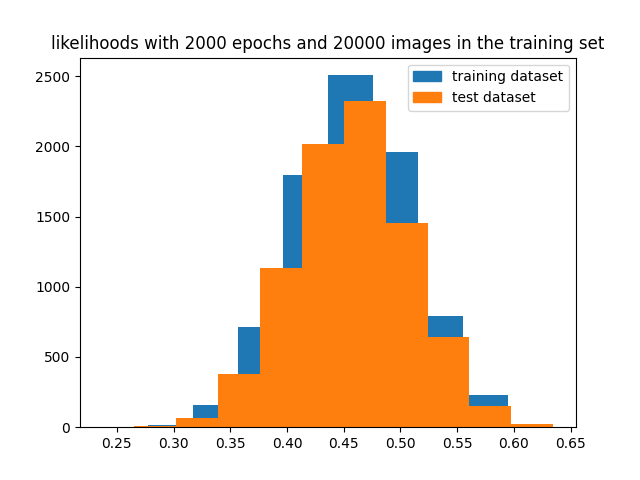 likelihoods with 2000 epochs and 20000 images in the training set
training dataset
test dataset
2500
2000
1500
1000
500
0
0.25 0.30 0.35 0.40 0.45 0.50 0.55 0.60 0.65